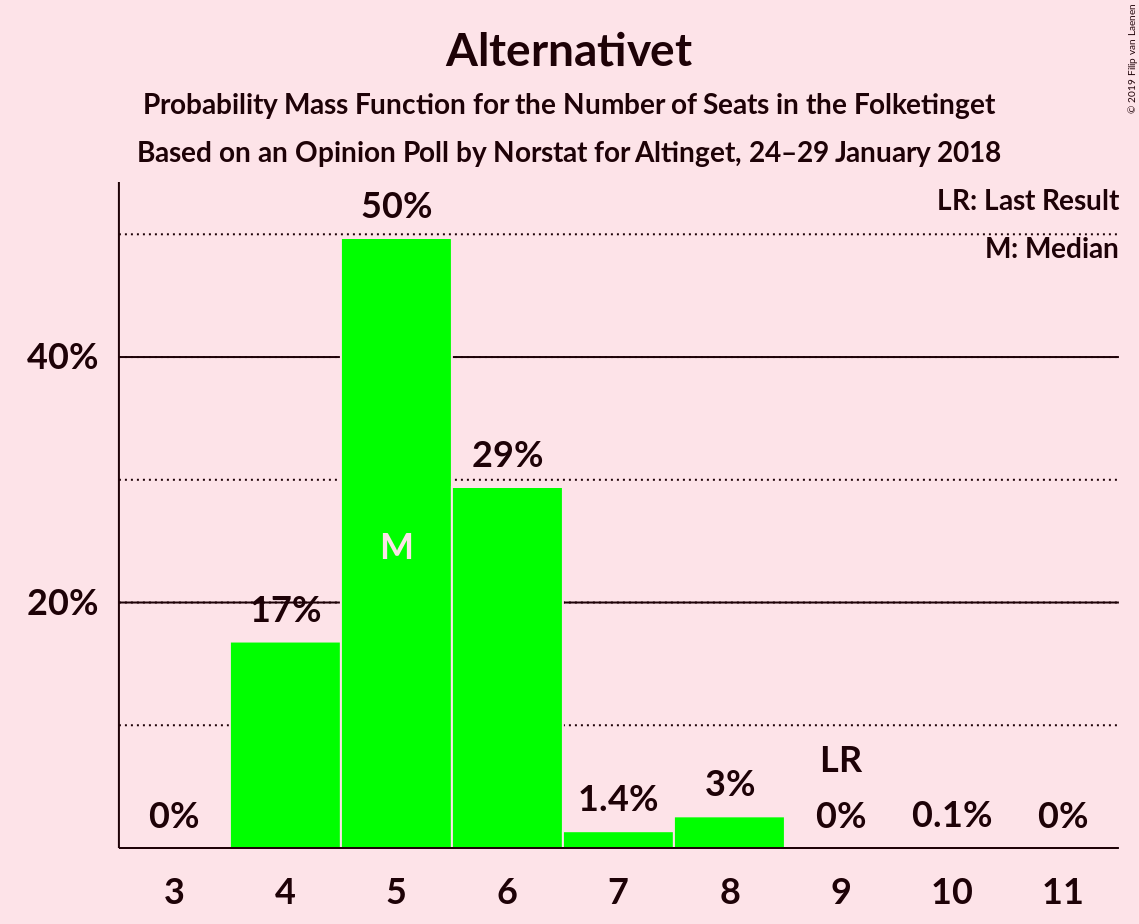 Alternativet
Probability Mass Function for the Number of Seats in the Folketinget
Based on an Opinion Poll by Norstat for Altinget, 24–29 January 2018
© 2019 Filip van Laenen
LR: Last Result
M: Median
50%
40%
29%
M
20%
17%
LR
3%
1.4%
0%
0%
0.1%
0%
3 4 5 6 7 8 9 10 11